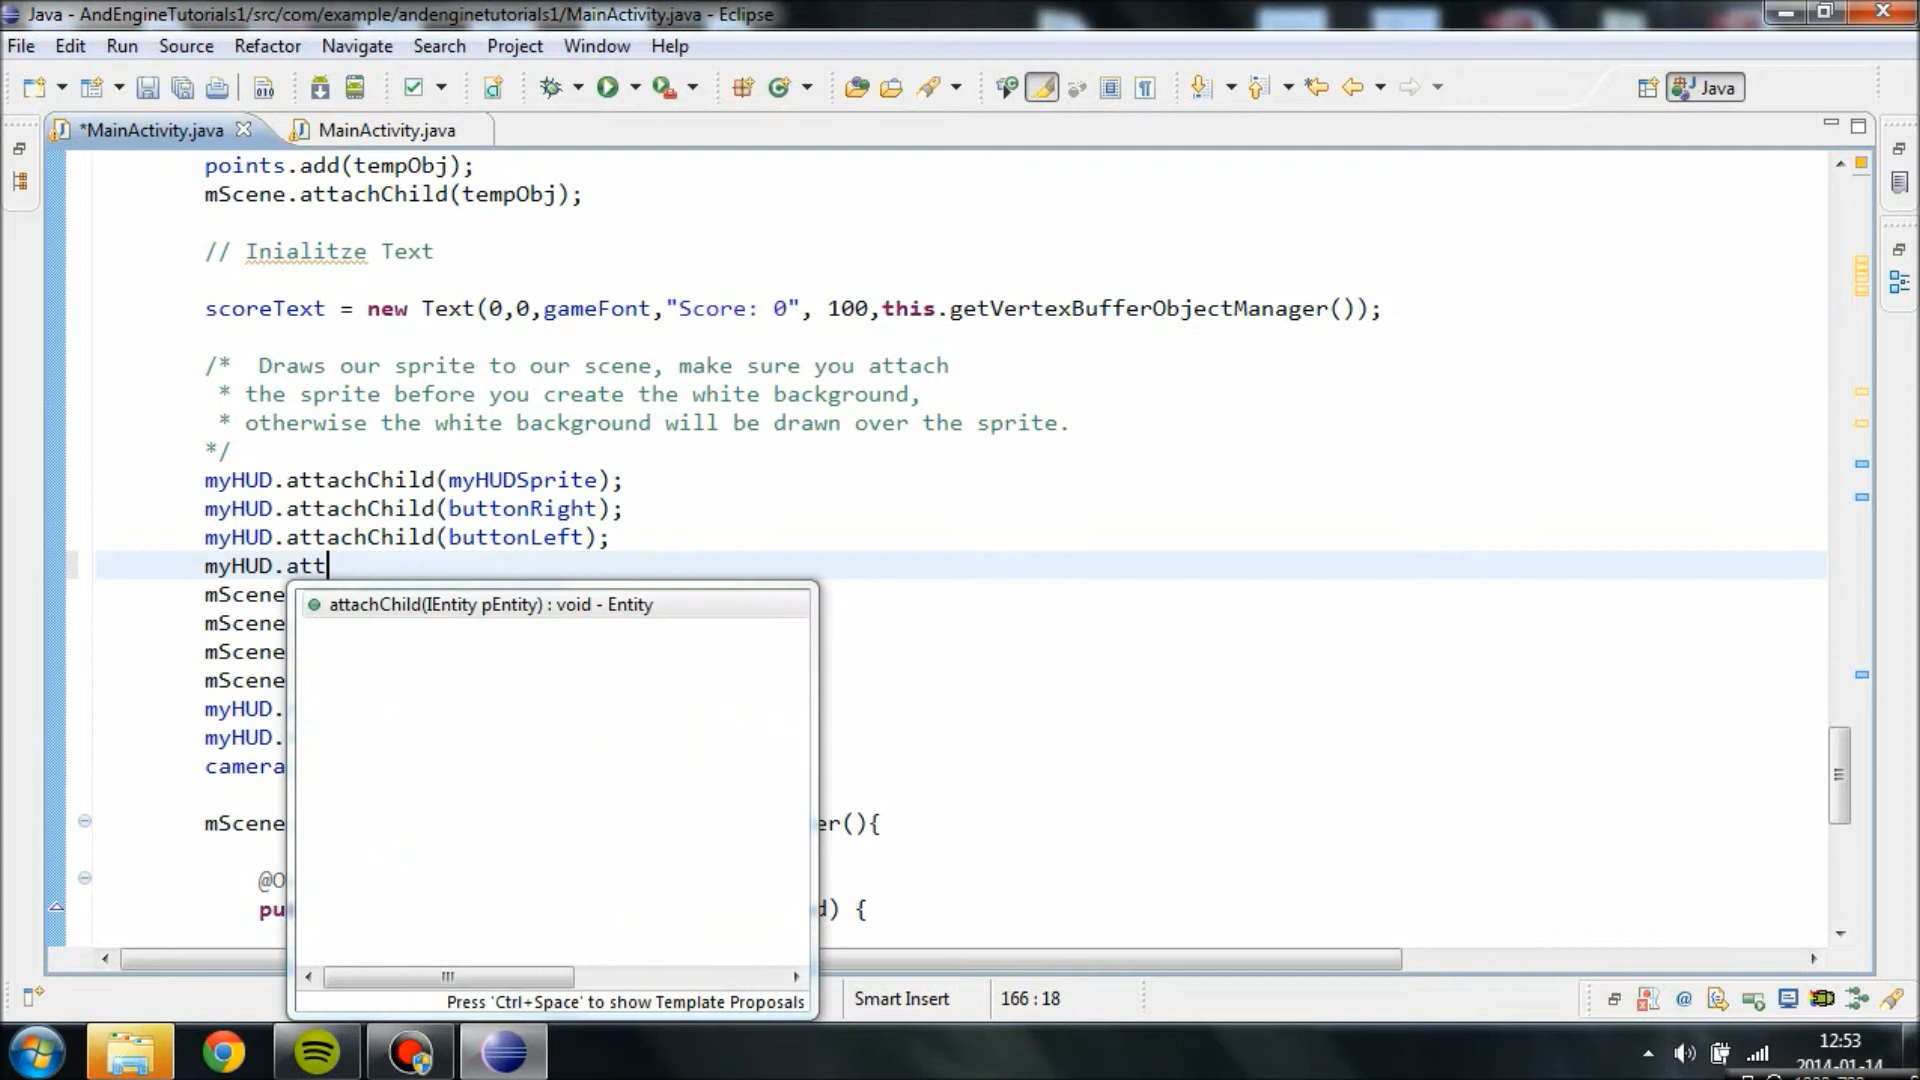 Java - AndEngineTutorials1/src/com/example/andenginetutorials1/MainActivity.java - Eclipse
File Edit Run Source Refactor Navigate Search Project Window Help
Java
*MainActivity.java MainActivity.java
points.add(tempObj);
mScene.attachChild(tempObj);
// Inialitze Text
scoreText = new Text(0,0,gameFont,"Score: 0", 100,this.getVertexBufferObjectManager());
/*  Draws our sprite to our scene, make sure you attach
* the sprite before you create the white background,
* otherwise the white background will be drawn over the sprite.
*/
myHUD.attachChild(myHUDSprite);
myHUD.attachChild(buttonRight);
myHUD.attachChild(buttonLeft);
myHUD.att
mScene
attachChild(IEntity pEntity) : void - Entity
mScene
mScene
mScene
myHUD.
myHUD.
camera
mScene er(){
@O
pu d) {
Press 'Ctrl+Space' to show Template Proposals
Smart Insert 166 : 18
12:53
2014-01-14